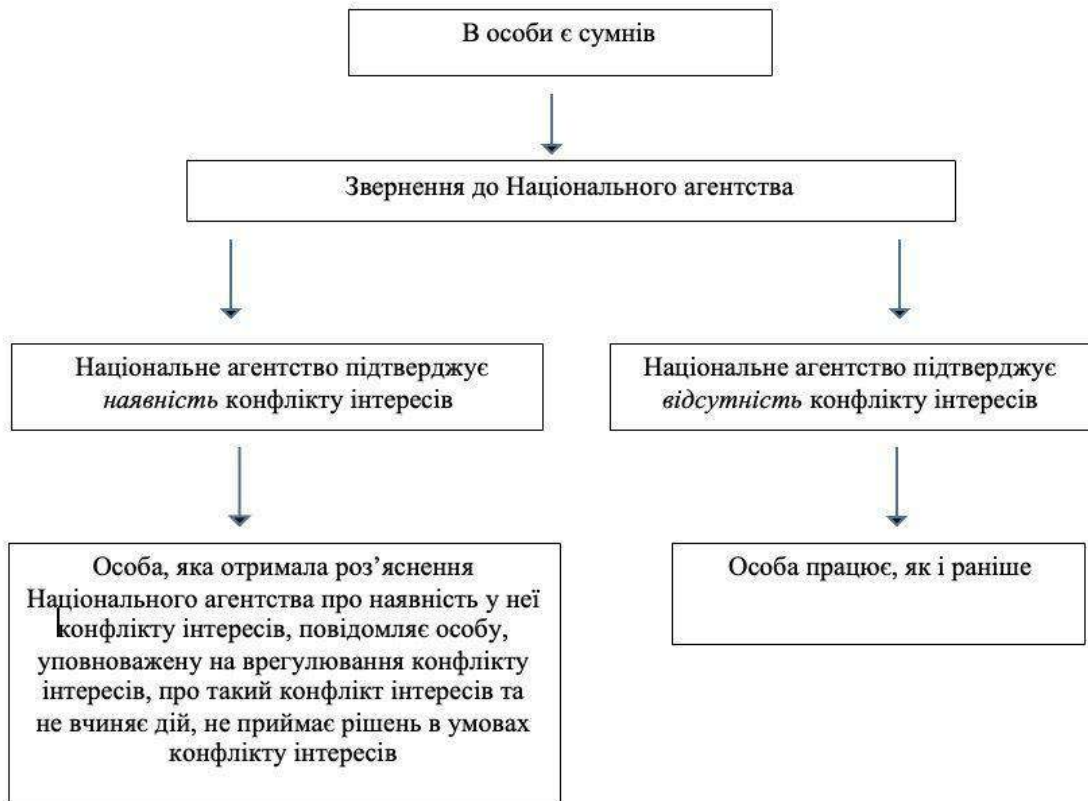 В особи є сумнів
Звернення до Національного агентства
Національне агентство підтверджує
наявність конфлікту інтересів
Національне агентство підтверджує
відсутність конфлікту інтересів
Особа, яка отримала роз’яснення
Національного агентства про наявність у неї
конфлікту інтересів, повідомляє особу,
уповноважену на врегулювання конфлікту
інтересів, про такий конфлікт інтересів та
не вчиняє дій, не приймає рішень в умовах
конфлікту інтересів
Особа працює, як і раніше